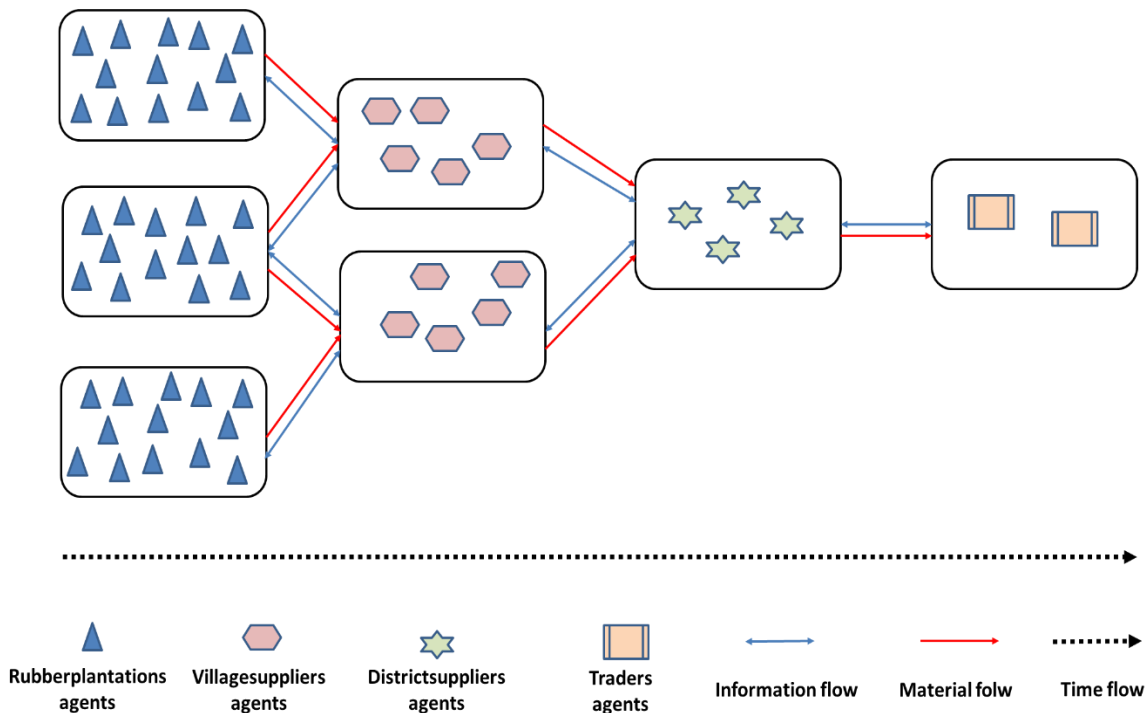 Rubberplantations
agents
Villagesuppliers
agents
Districtsuppliers
agents
Traders
agents
Information flow
Material folw
Time flow